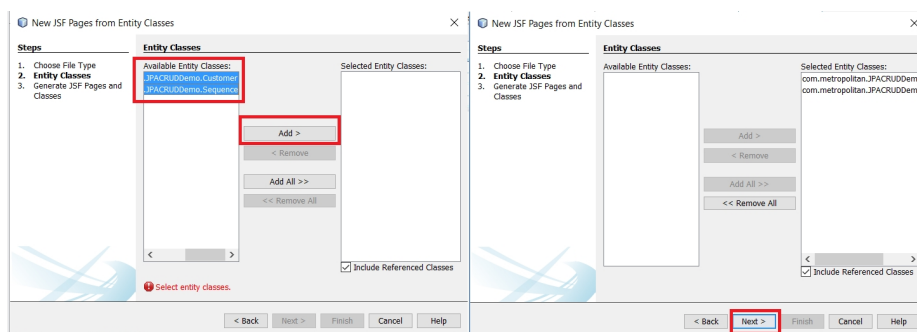 New JSF Pages from Entity Classes
Steps
1. Choose File Type
2. Entity Classes
3. Generate JSF Pages and
Classes
Entity Classes
Available Entity Classes:
.JPACRUDDemo.Customer
.JPACRUDDemo.Sequence
Add >
< Remove
Add All >>
<< Remove All
Selected Entity Classes:
Include Referenced Classes
Select entity classes.
< Back Next > Finish Cancel Help
New JSF Pages from Entity Classes
Steps
1. Choose File Type
2. Entity Classes
3. Generate JSF Pages and
Classes
Entity Classes
Available Entity Classes:
Add >
< Remove
Add All >>
<< Remove All
Selected Entity Classes:
com.metropolitan.JPACRUDDem
com.metropolitan.JPACRUDDem
Include Referenced Classes
< Back Next > Finish Cancel Help